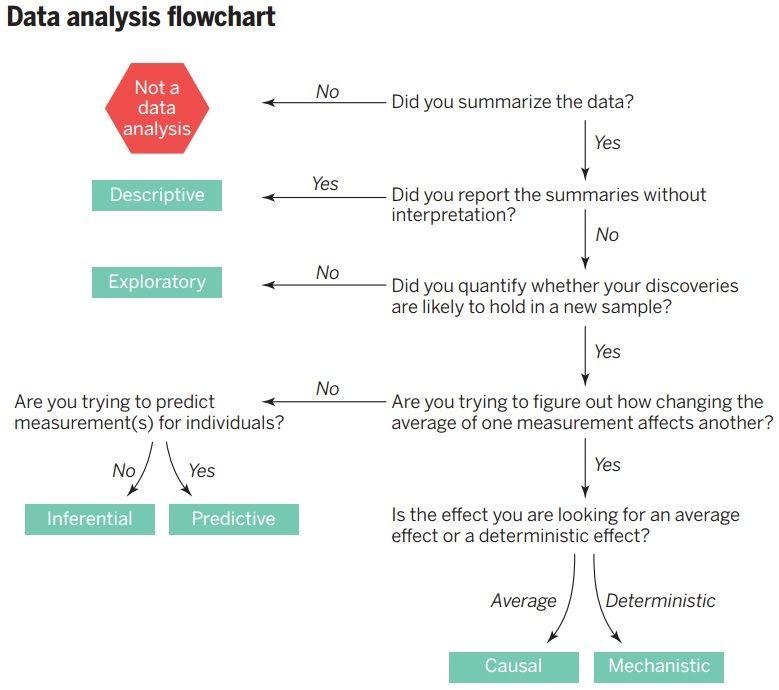 Data analysis flowchart
Not a
data
analysis
No
Did you summarize the data?
Yes
Descriptive
Yes
Did you report the summaries without
interpretation?
No
Exploratory
No
Did you quantify whether your discoveries
are likely to hold in a new sample?
Yes
Are you trying to predict
measurement(s) for individuals?
No
Are you trying to figure out how changing the
average of one measurement affects another?
No
Yes
Yes
Inferential
Predictive
Is the effect you are looking for an average
effect or a deterministic effect?
Average
Deterministic
Causal
Mechanistic